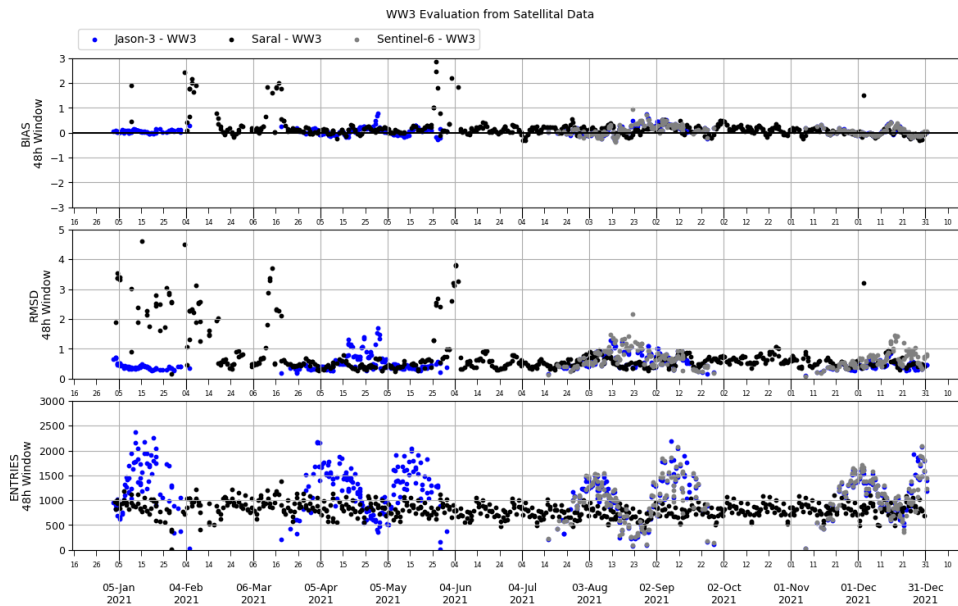 WW3 Evaluation from Satellital Data
Jason-3 - WW3 Saral - WW3 Sentinel-6 - WW3
BIAS
48h Window
3
2
1
0
−1
−2
−3
16 26 05 15 25 04 14 24 06 16 26 05 15 25 05 15 25 04 14 24 04 14 24 03 13 23 02 12 22 02 12 22 01 11 21 01 11 21 31 10
RMSD
48h Window
5
4
3
2
1
0
16 26 05 15 25 04 14 24 06 16 26 05 15 25 05 15 25 04 14 24 04 14 24 03 13 23 02 12 22 02 12 22 01 11 21 01 11 21 31 10
ENTRIES
48h Window
3000
2500
2000
1500
1000
500
0
16 26 05 15 25 04 14 24 06 16 26 05 15 25 05 15 25 04 14 24 04 14 24 03 13 23 02 12 22 02 12 22 01 11 21 01 11 21 31 10
05-Jan 04-Feb 06-Mar 05-Apr 05-May 04-Jun 04-Jul 03-Aug 02-Sep 02-Oct 01-Nov 01-Dec 31-Dec
2021 2021 2021 2021 2021 2021 2021 2021 2021 2021 2021 2021 2021